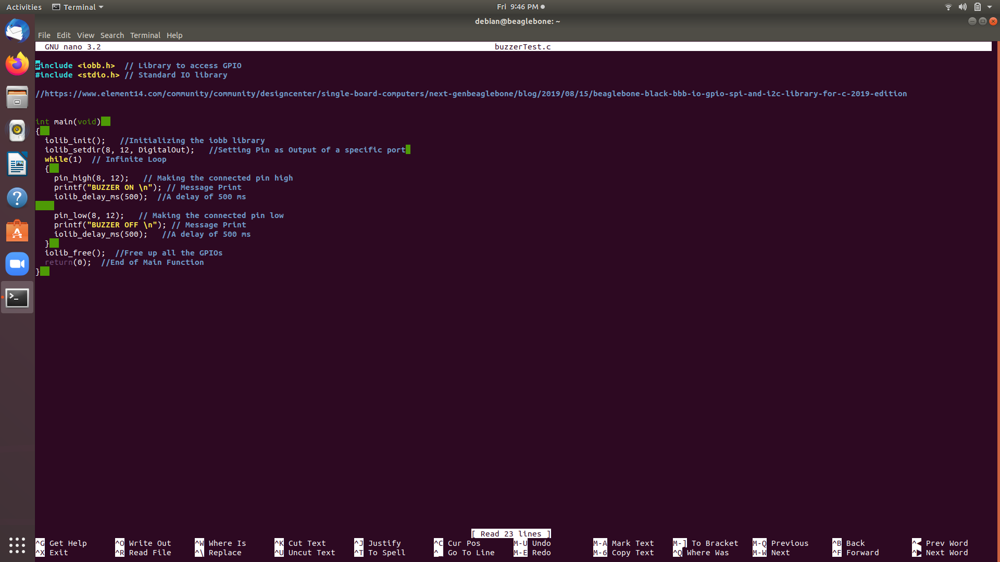 Activities Terminal Fri 9:46 PM
debian@beaglebone: ~
File Edit View Search Terminal Help
GNU nano 3.2 buzzerTest.c
#include <iobb.h>  // Library to access GPIO
#include <stdio.h> // Standard IO library
//https://www.element14.com/community/community/designcenter/single-board-computers/next-genbeaglebone/blog/2019/08/15/beaglebone-black-bbb-io-gpio-spi-and-i2c-library-for-c-2019-edition
int main(void)
{
  iolib_init();   //Initializing the iobb library
  iolib_setdir(8, 12, DigitalOut);   //Setting Pin as Output of a specific port
  while(1)  // Infinite Loop
  {
    pin_high(8, 12);   // Making the connected pin high
    printf("BUZZER ON \n"); // Message Print
    iolib_delay_ms(500);  //A delay of 500 ms
    pin_low(8, 12);   // Making the connected pin low
    printf("BUZZER OFF \n"); // Message Print
    iolib_delay_ms(500);   //A delay of 500 ms
  }
  iolib_free();  //Free up all the GPIOs
  return(0);  //End of Main Function
}
[ Read 23 lines ]
^G Get Help ^O Write Out ^W Where Is ^K Cut Text ^J Justify ^C Cur Pos M-U Undo M-A Mark Text M-] To Bracket M-Q Previous ^B Back ^◀ Prev Word
^X Exit ^R Read File ^\ Replace ^U Uncut Text ^T To Spell ^_ Go To Line M-E Redo M-6 Copy Text ^Q Where Was M-W Next ^F Forward ^▶ Next Word